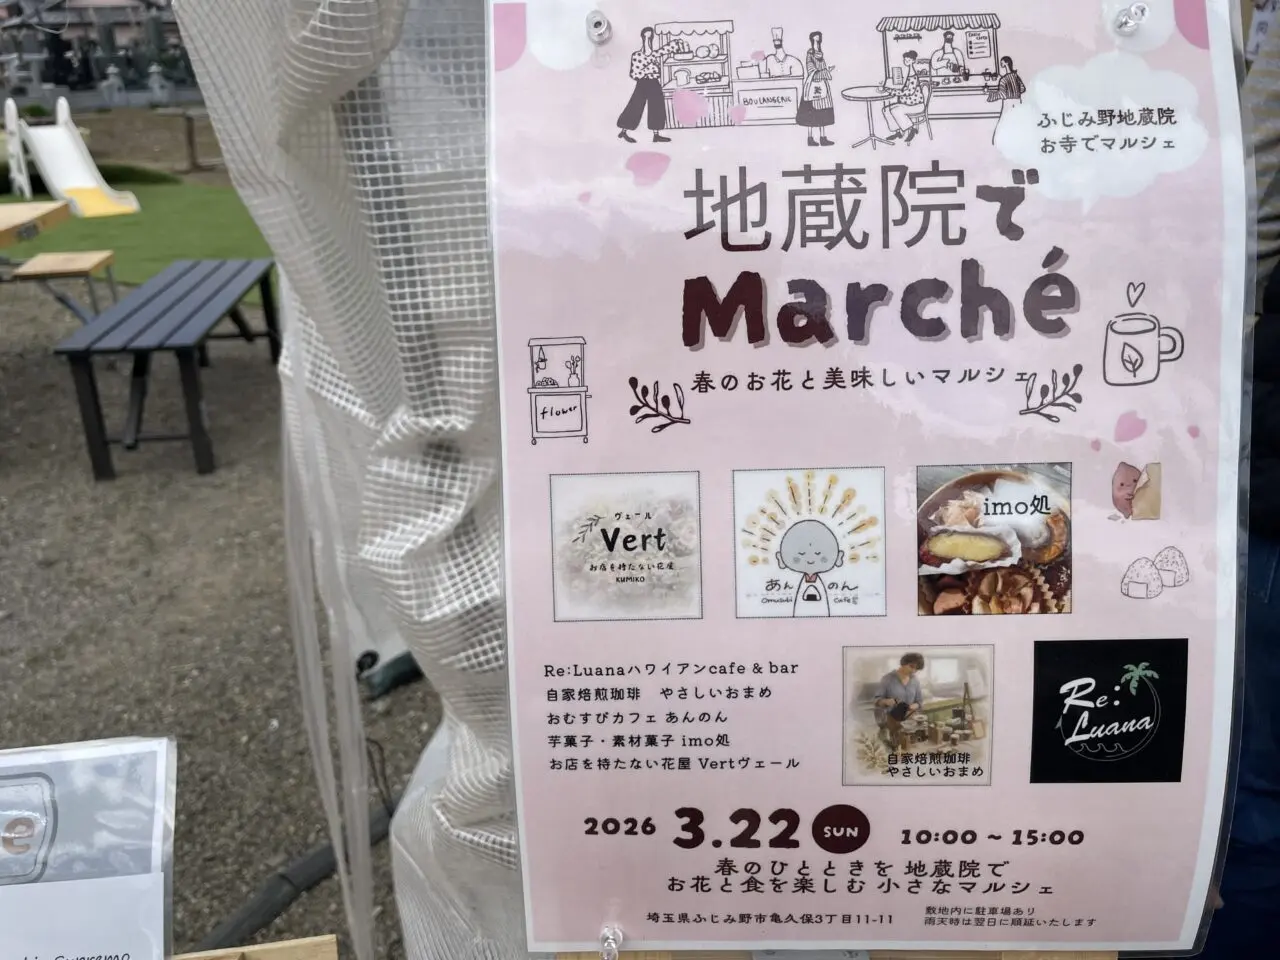 BOULANGERIE
ふじみ野地蔵院
お寺でマルシェ
地蔵院で
Marché
春のお花と美味しいマルシェ
flower
ヴェール
Vert
お店を持たない花屋
KUMIKO
あんのん
omusubi cafe
imo処
Re:Luanaハワイアンcafe & bar
自家焙煎珈琲 やさしいおまめ
おむすびカフェ あんのん
芋菓子・素材菓子 imo処
お店を持たない花屋 Vertヴェール
自家焙煎珈琲
やさしいおまめ
Re:
Luana
2026 3.22 SUN 10:00 ~ 15:00
春のひとときを 地蔵院で
お花と食を楽しむ 小さなマルシェ
埼玉県ふじみ野市亀久保3丁目11-11
敷地内に駐車場あり
雨天時は翌日に順延いたします
e